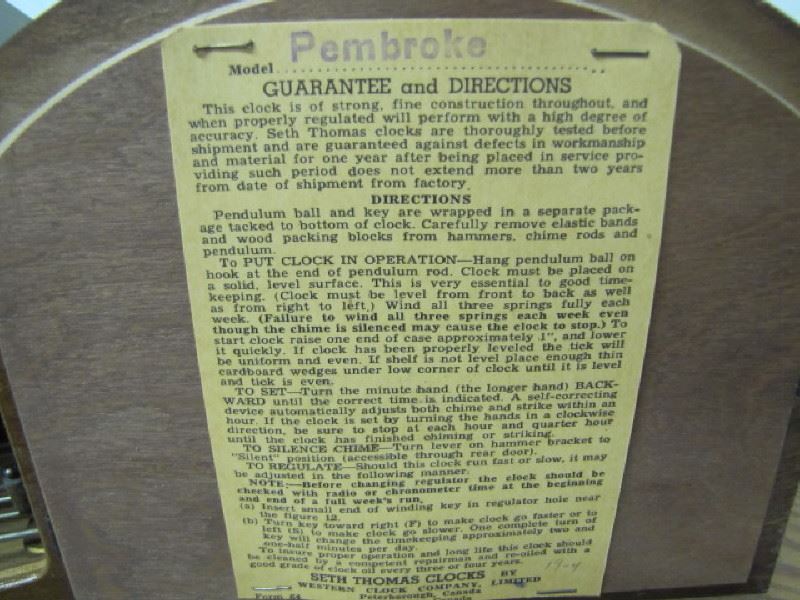 Pembroke
Model
GUARANTEE and DIRECTIONS
This clock is of strong, fine construction throughout, and
when properly regulated will perform with a high degree of
accuracy. Seth Thomas clocks are thoroughly tested before
shipment and are guaranteed against defects in workmanship
and material for one year after being placed in service pro-
viding such period does not extend more than two years
from date of shipment from factory.
DIRECTIONS
Pendulum ball and key are wrapped in a separate pack-
age tacked to bottom of clock. Carefully remove elastic bands
and wood packing blocks from hammers, chime rods and
pendulum.
To PUT CLOCK IN OPERATION—Hang pendulum ball on
hook at the end of pendulum rod. Clock must be placed on
a solid, level surface. This is very essential to good time-
keeping. (Clock must be level from front to back as well
as from right to left.) Wind all three springs fully each
week. (Failure to wind all three springs each week even
though the chime is silenced may cause the clock to stop.) To
start clock raise one end of case approximately 1", and lower
it quickly. If clock has been properly leveled the tick will
be uniform and even. If shelf is not level place enough thin
cardboard wedges under low corner of clock until it is level
and tick is even.
TO SET—Turn the minute hand (the longer hand) BACK-
WARD until the correct time is indicated. A self-correcting
device automatically adjusts both chime and strike within an
hour. If the clock is set by turning the hands in a clockwise
direction, be sure to stop at each hour and quarter hour
until the clock has finished chiming or striking.
TO SILENCE CHIME—Turn lever on hammer bracket to
"Silent" position (accessible through rear door).
TO REGULATE—Should this clock run fast or slow, it may
be adjusted in the following manner.
NOTE:—Before changing regulator the clock should be
checked with radio or chronometer time at the beginning
and end of a full week's run.
(a) Insert small end of winding key in regulator hole near
the figure 12.
(b) Turn key toward right (F) to make clock go faster or to
left (S) to make clock go slower. One complete turn of
key will change the timekeeping approximately two and
one-half minutes per day.
To insure proper operation and long life this clock should
be cleaned by a competent repairman and re-oiled with a
good grade of clock oil every three or four years.
SETH THOMAS CLOCKS BY
WESTERN CLOCK COMPANY, LIMITED
Form 64 Peterborough, Canada
Canada